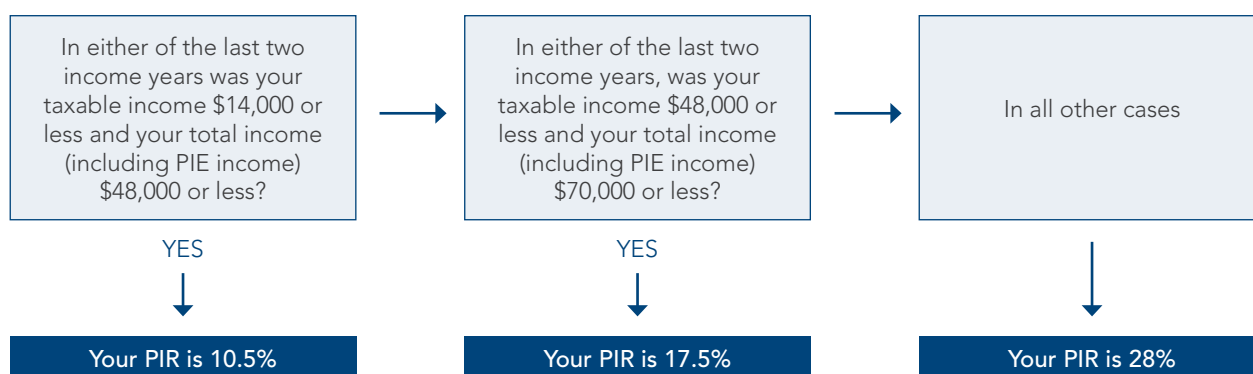 In either of the last two
income years was your
taxable income $14,000 or
less and your total income
(including PIE income)
$48,000 or less?
YES
Your PIR is 10.5%
In either of the last two
income years, was your
taxable income $48,000 or
less and your total income
(including PIE income)
$70,000 or less?
YES
Your PIR is 17.5%
In all other cases
Your PIR is 28%